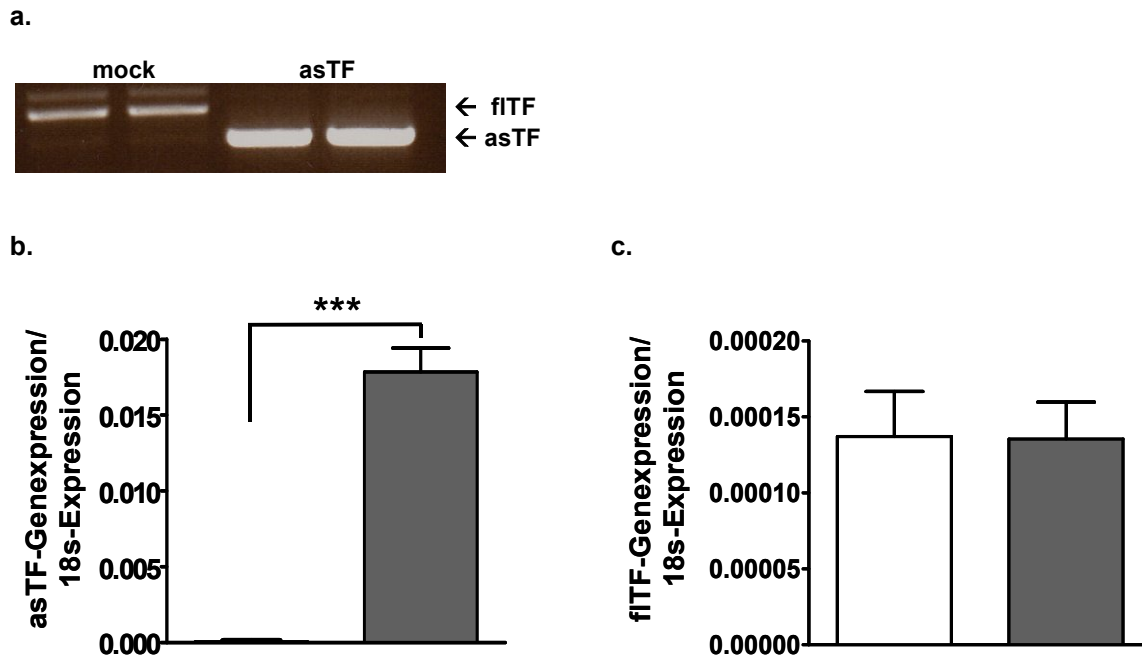 a.
mock asTF
← flTF
← asTF
b.
c.
***
asTF-Genexpression/
18s-Expression
0.020
0.015
0.010
0.005
0.000
flTF-Genexpression/
18s-Expression
0.00020
0.00015
0.00010
0.00005
0.00000